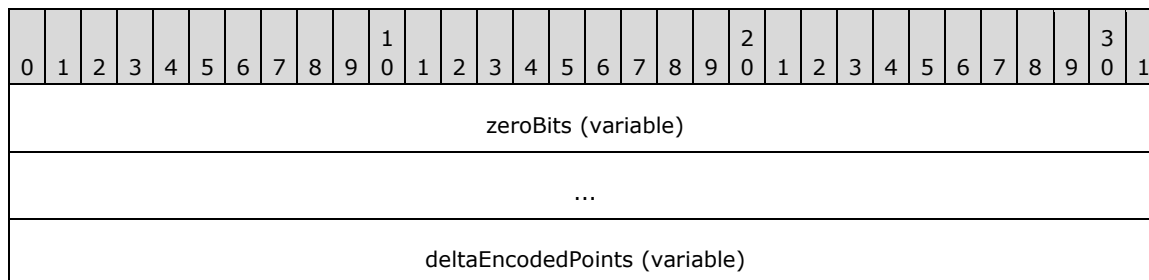 1 2 3
0 1 2 3 4 5 6 7 8 9 0 1 2 3 4 5 6 7 8 9 0 1 2 3 4 5 6 7 8 9 0 1
zeroBits (variable)
...
deltaEncodedPoints (variable)